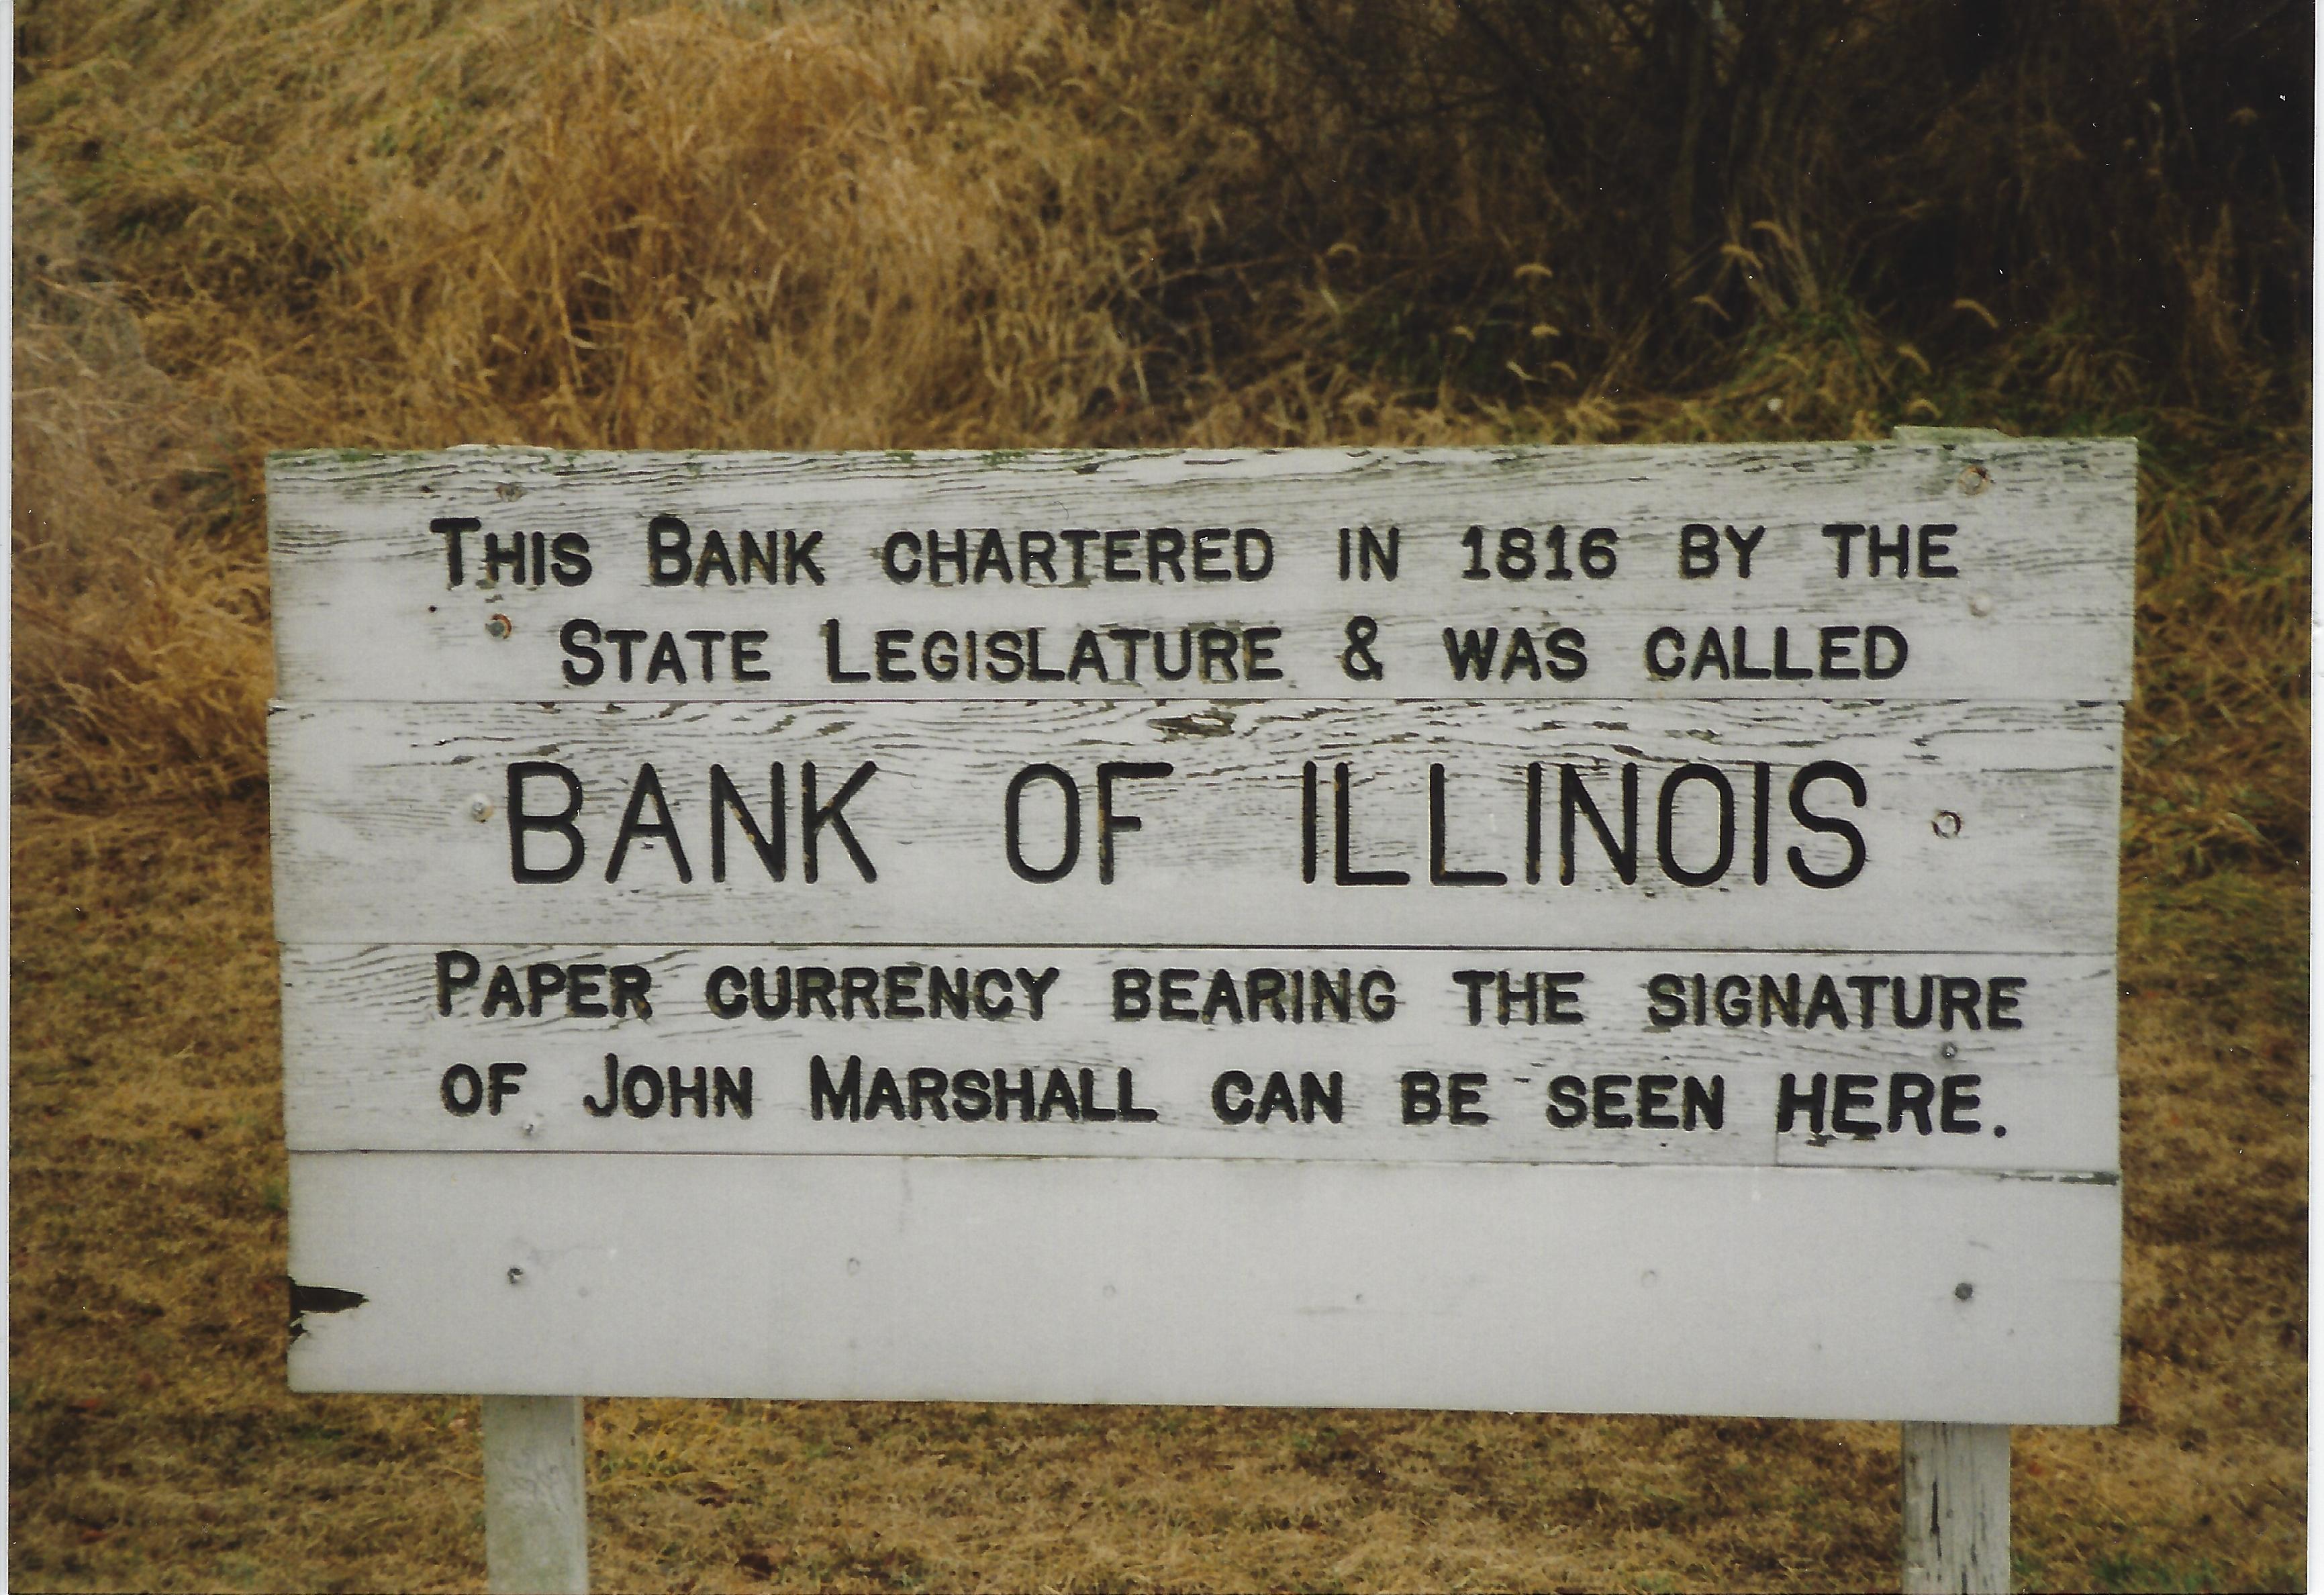 This Bank chartered in 1816 by the
State Legislature & was called
BANK OF ILLINOIS
Paper currency bearing the signature
of John Marshall can be seen here.